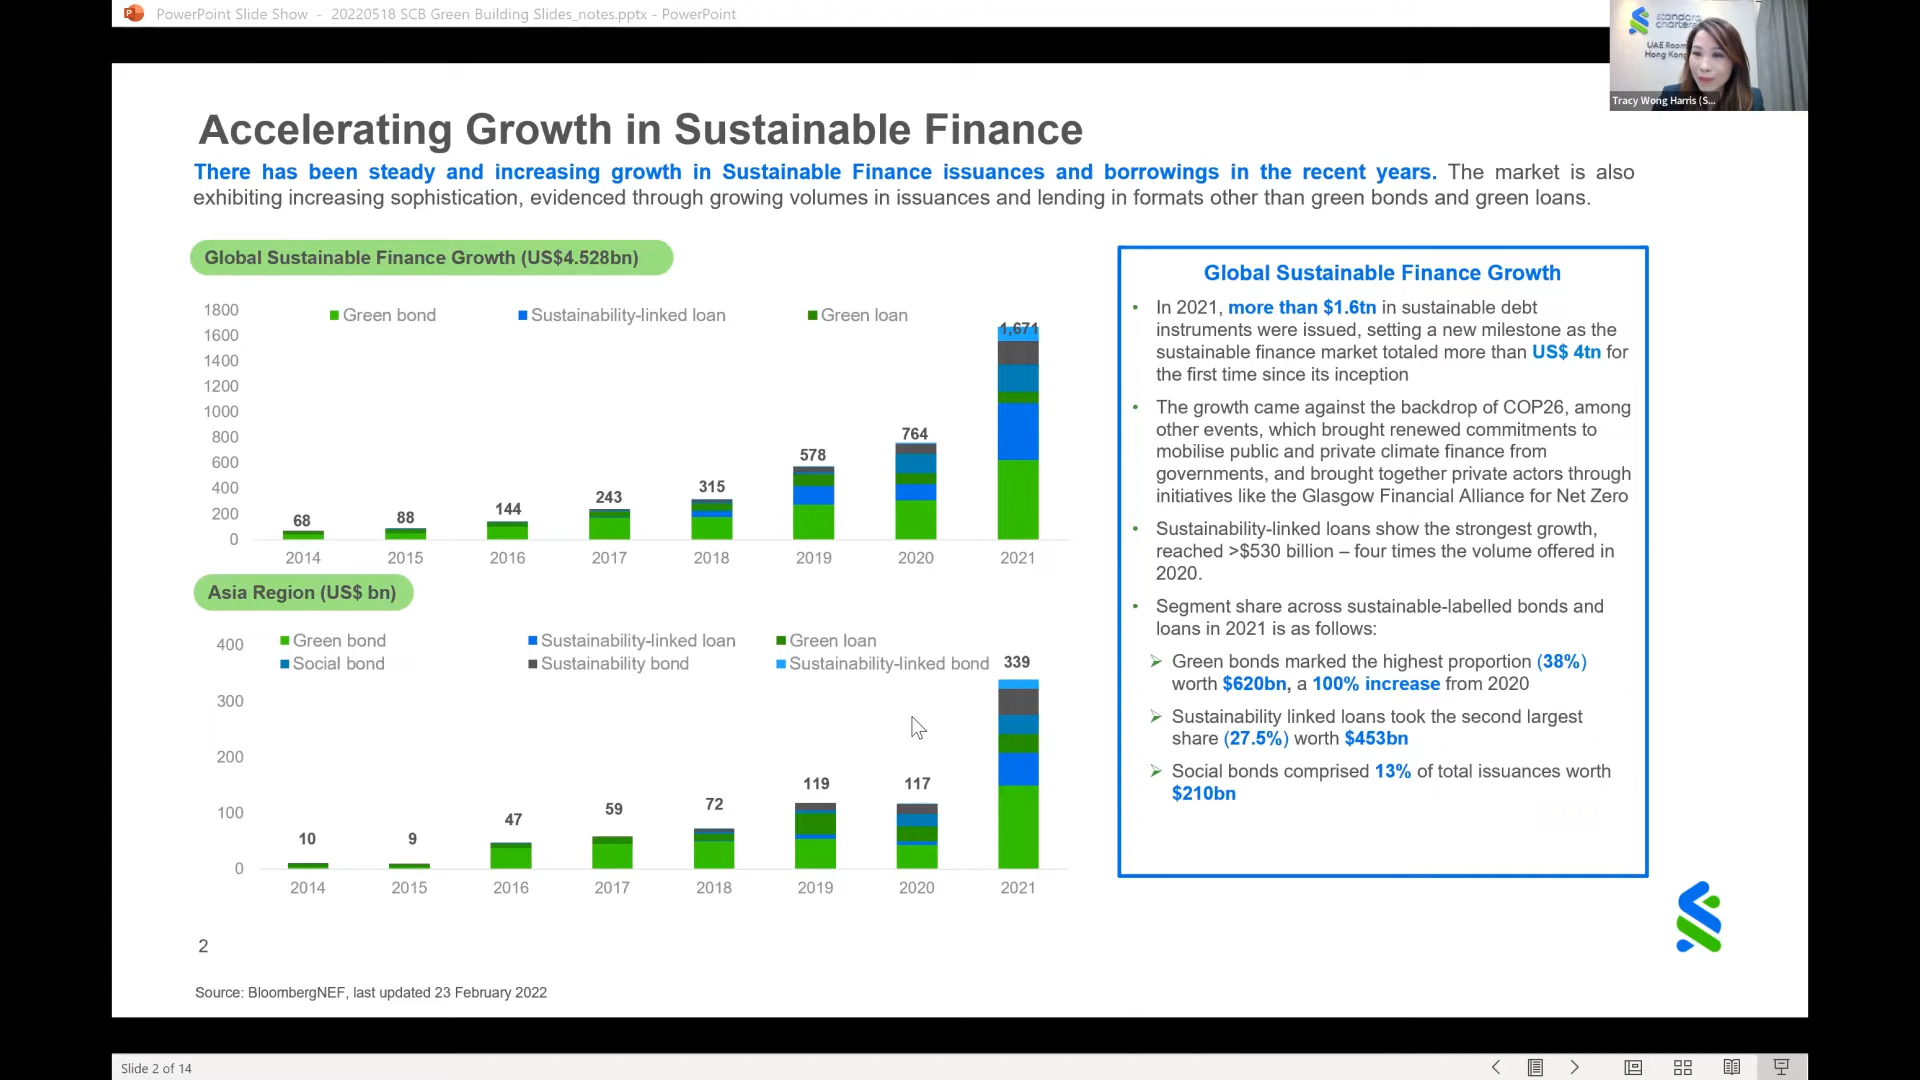 PowerPoint Slide Show - 20220518 SCB Green Building Slides_notes.pptx - PowerPoint
standard
chartered
UAE Room
Hong Kong
Tracy Wong Harris (S...
Accelerating Growth in Sustainable Finance
There has been steady and increasing growth in Sustainable Finance issuances and borrowings in the recent years. The market is also
exhibiting increasing sophistication, evidenced through growing volumes in issuances and lending in formats other than green bonds and green loans.
Global Sustainable Finance Growth (US$4.528bn)
Green bond Sustainability-linked loan Green loan
1800
1600
1400
1200
1000
800
600
400
200
0
68 88 144 243 315 578 764 1,671
2014 2015 2016 2017 2018 2019 2020 2021
Asia Region (US$ bn)
Green bond Sustainability-linked loan Green loan
Social bond Sustainability bond Sustainability-linked bond
400
300
200
100
0
10 9 47 59 72 119 117 339
2014 2015 2016 2017 2018 2019 2020 2021
Global Sustainable Finance Growth
• In 2021, more than $1.6tn in sustainable debt
instruments were issued, setting a new milestone as the
sustainable finance market totaled more than US$ 4tn for
the first time since its inception
• The growth came against the backdrop of COP26, among
other events, which brought renewed commitments to
mobilise public and private climate finance from
governments, and brought together private actors through
initiatives like the Glasgow Financial Alliance for Net Zero
• Sustainability-linked loans show the strongest growth,
reached >$530 billion – four times the volume offered in
2020.
• Segment share across sustainable-labelled bonds and
loans in 2021 is as follows:
➢ Green bonds marked the highest proportion (38%)
worth $620bn, a 100% increase from 2020
➢ Sustainability linked loans took the second largest
share (27.5%) worth $453bn
➢ Social bonds comprised 13% of total issuances worth
$210bn
2
Source: BloombergNEF, last updated 23 February 2022
Slide 2 of 14